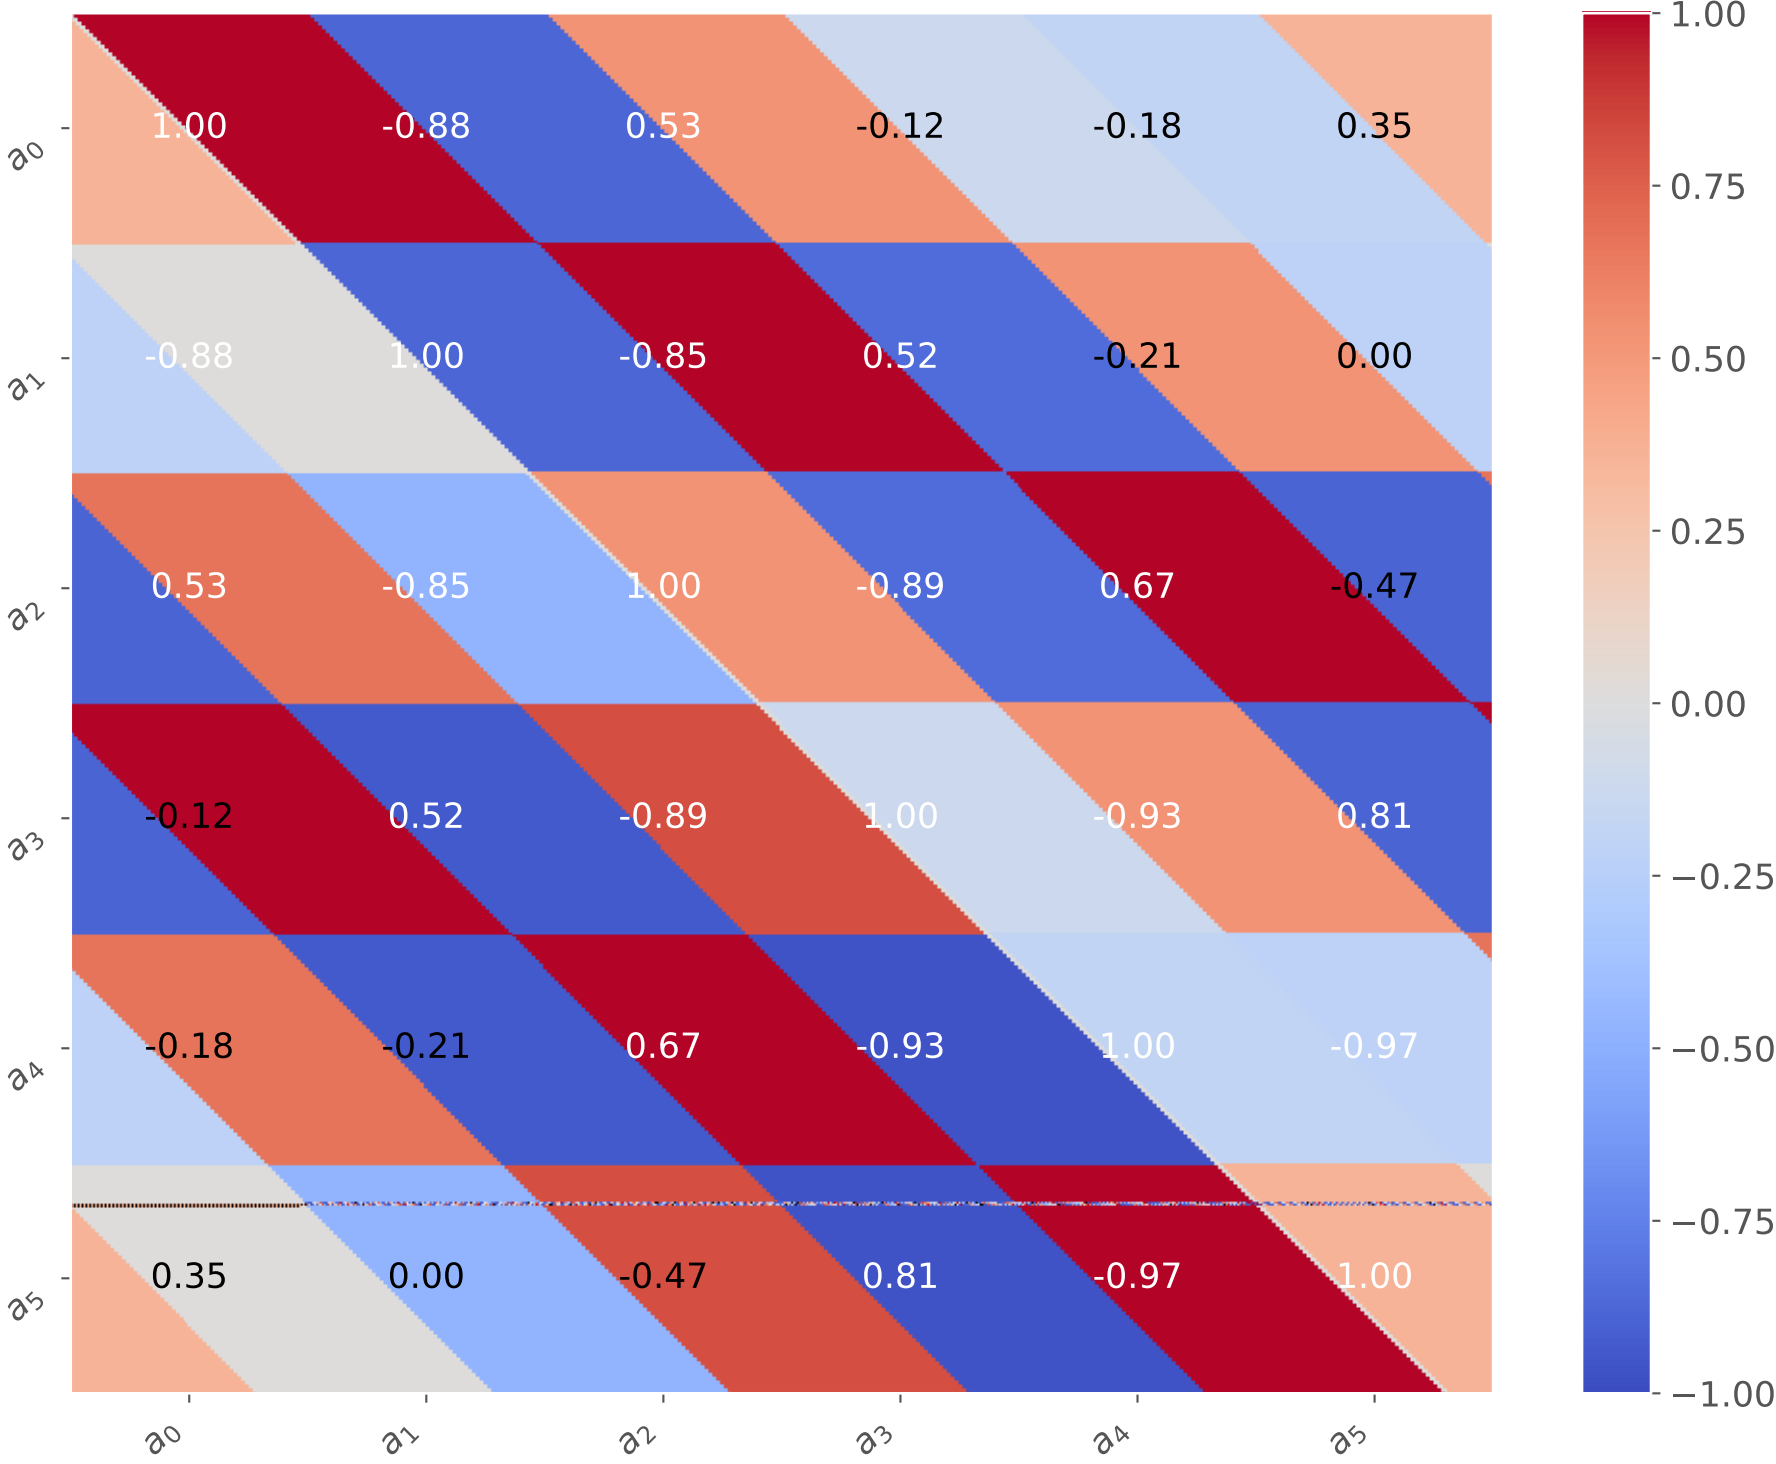 a0 1.00 -0.88 0.53 -0.12 -0.18 0.35
a1 -0.88 1.00 -0.85 0.52 -0.21 0.00
a2 0.53 -0.85 1.00 -0.89 0.67 -0.47
a3 -0.12 0.52 -0.89 1.00 -0.93 0.81
a4 -0.18 -0.21 0.67 -0.93 1.00 -0.97
a5 0.35 0.00 -0.47 0.81 -0.97 1.00
a0 a1 a2 a3 a4 a5
1.00
0.75
0.50
0.25
0.00
−0.25
−0.50
−0.75
−1.00